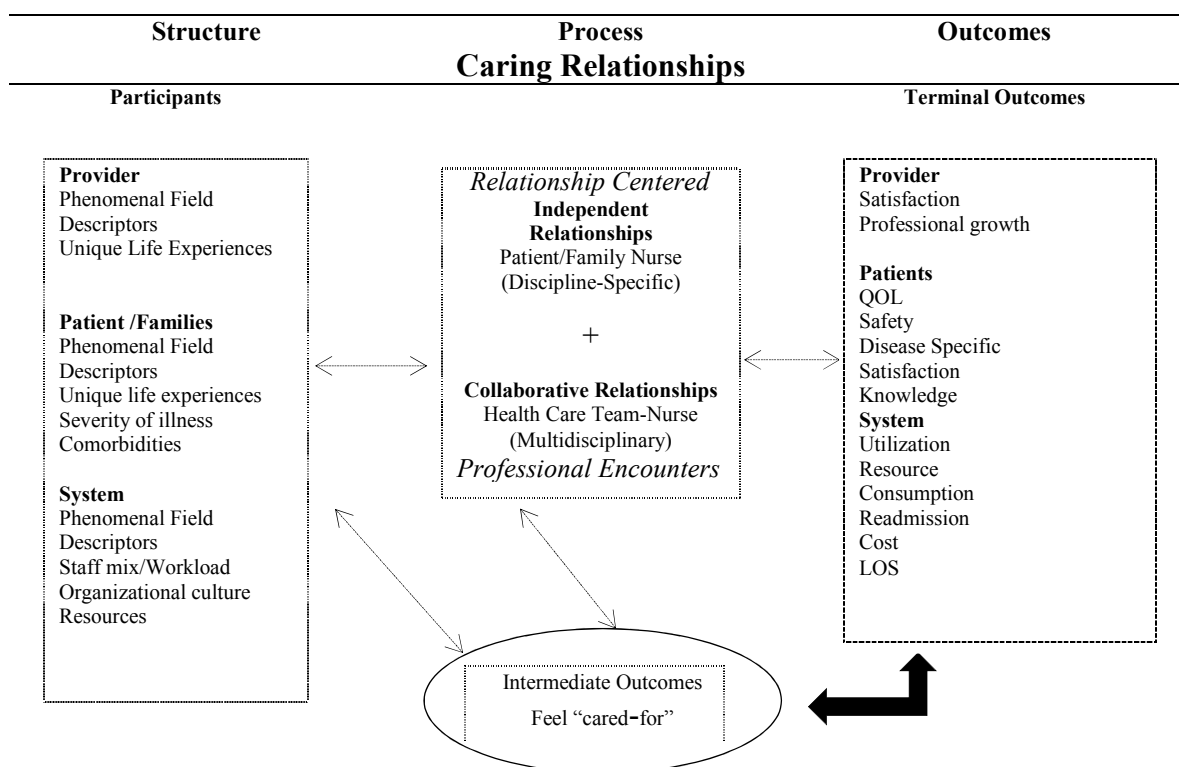 Structure Process Outcomes
Caring Relationships
Participants Terminal Outcomes
Provider
Phenomenal Field
Descriptors
Unique Life Experiences
Patient /Families
Phenomenal Field
Descriptors
Unique life experiences
Severity of illness
Comorbidities
System
Phenomenal Field
Descriptors
Staff mix/Workload
Organizational culture
Resources
Relationship Centered
Independent
Relationships
Patient/Family Nurse
(Discipline-Specific)
+
Collaborative Relationships
Health Care Team-Nurse
(Multidisciplinary)
Professional Encounters
Provider
Satisfaction
Professional growth
Patients
QOL
Safety
Disease Specific
Satisfaction
Knowledge
System
Utilization
Resource
Consumption
Readmission
Cost
LOS
Intermediate Outcomes
Feel “cared-for”